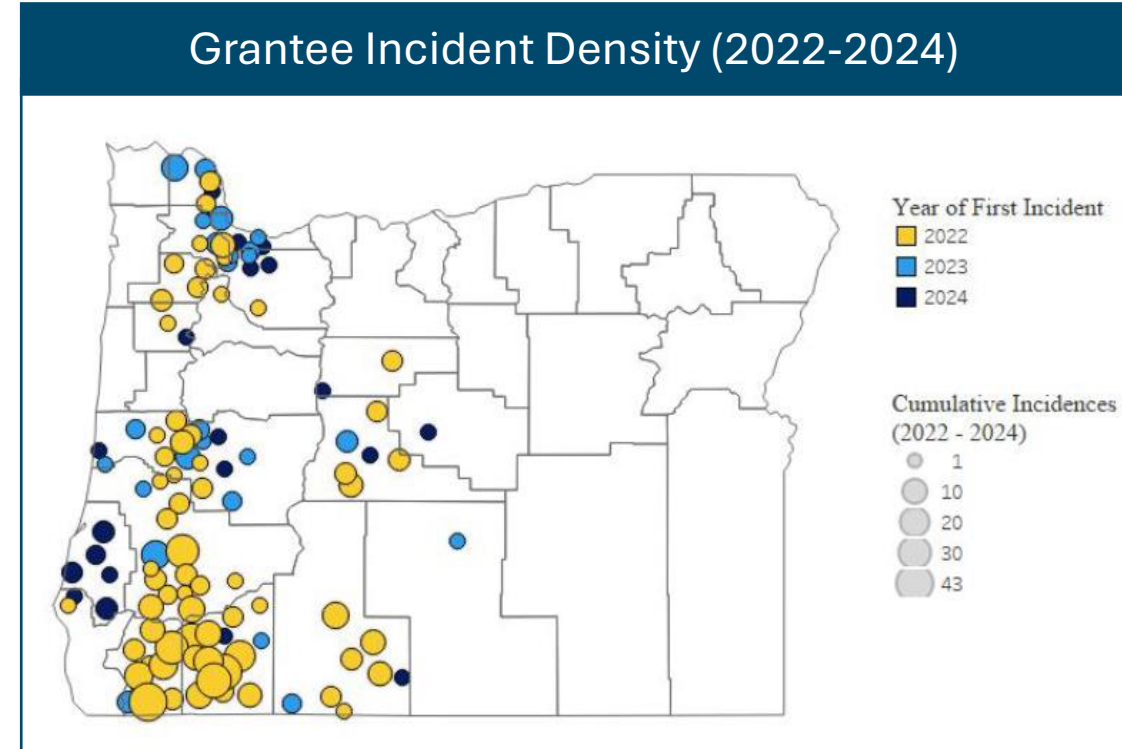 Grantee Incident Density (2022-2024)
Year of First Incident
2022
2023
2024
Cumulative Incidences
(2022 - 2024)
1
10
20
30
43